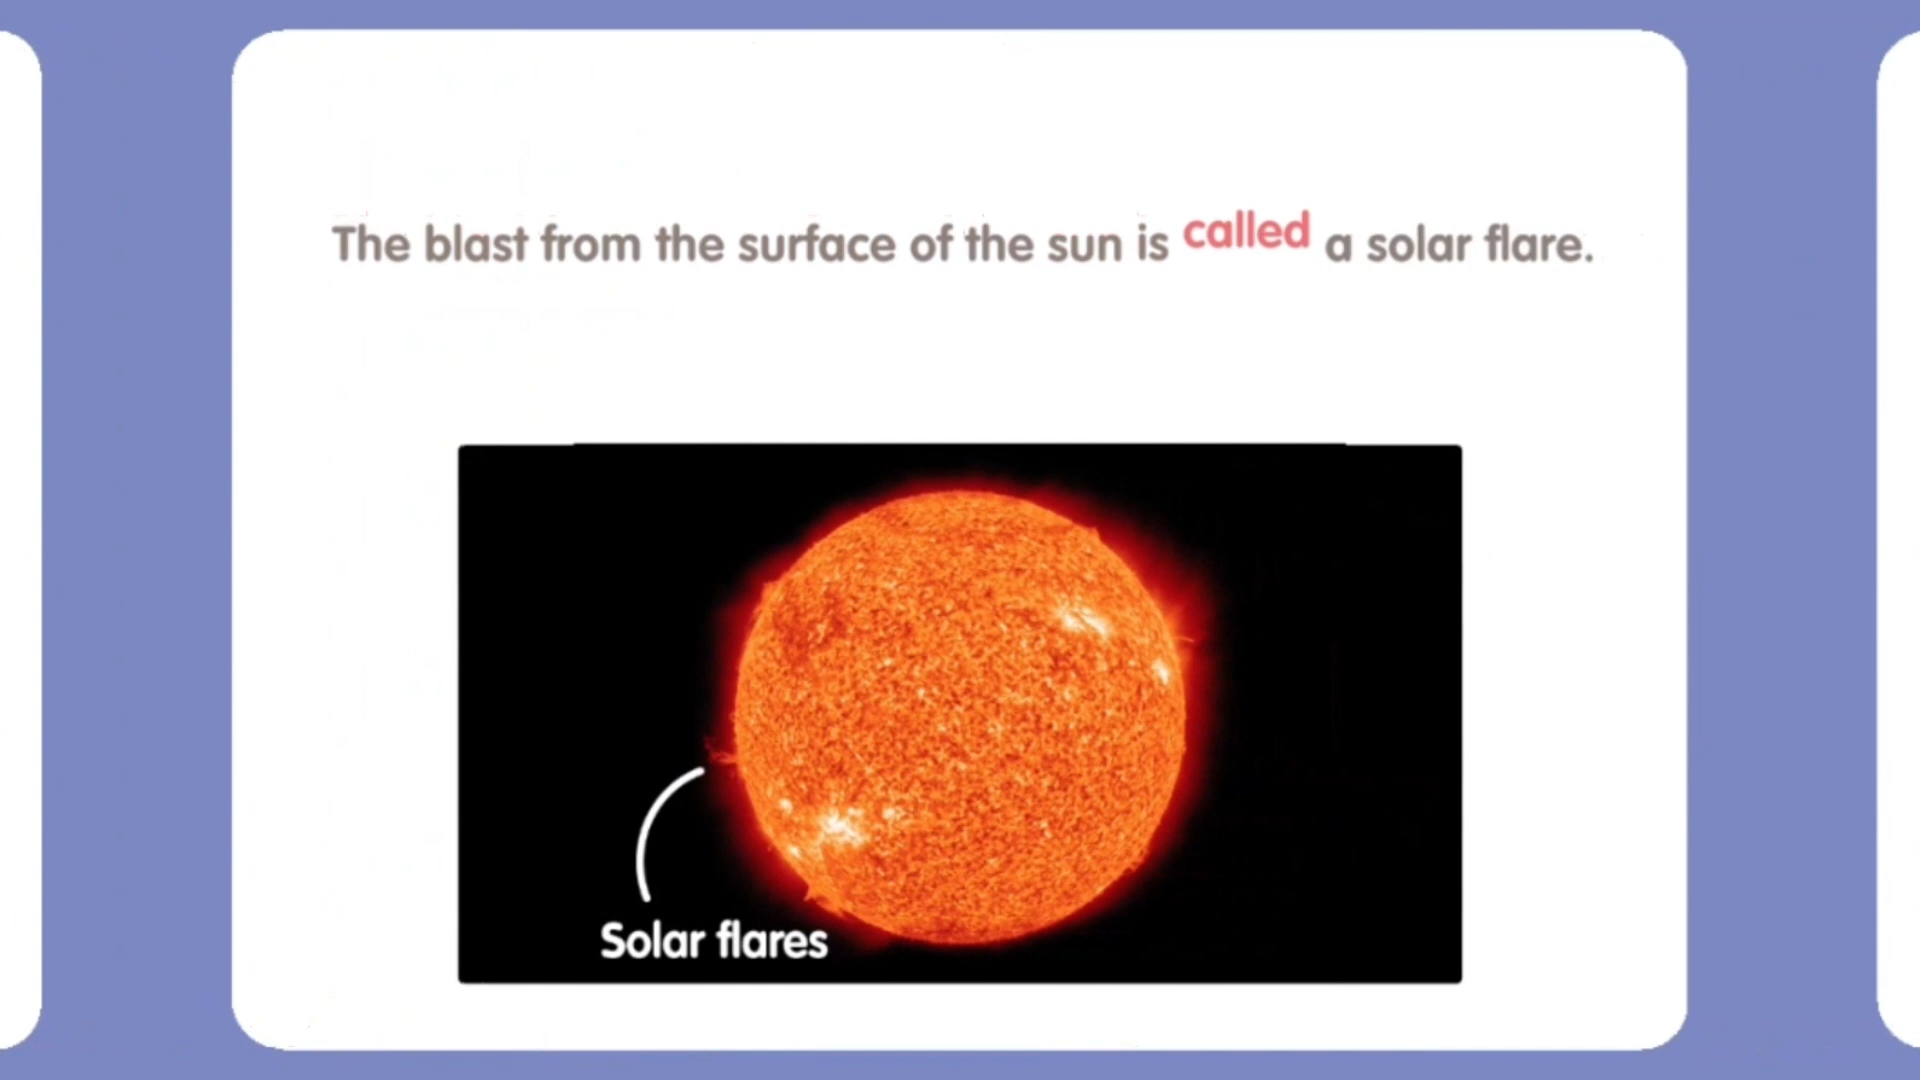 The blast from the surface of the sun is called a solar flare.
Solar flares